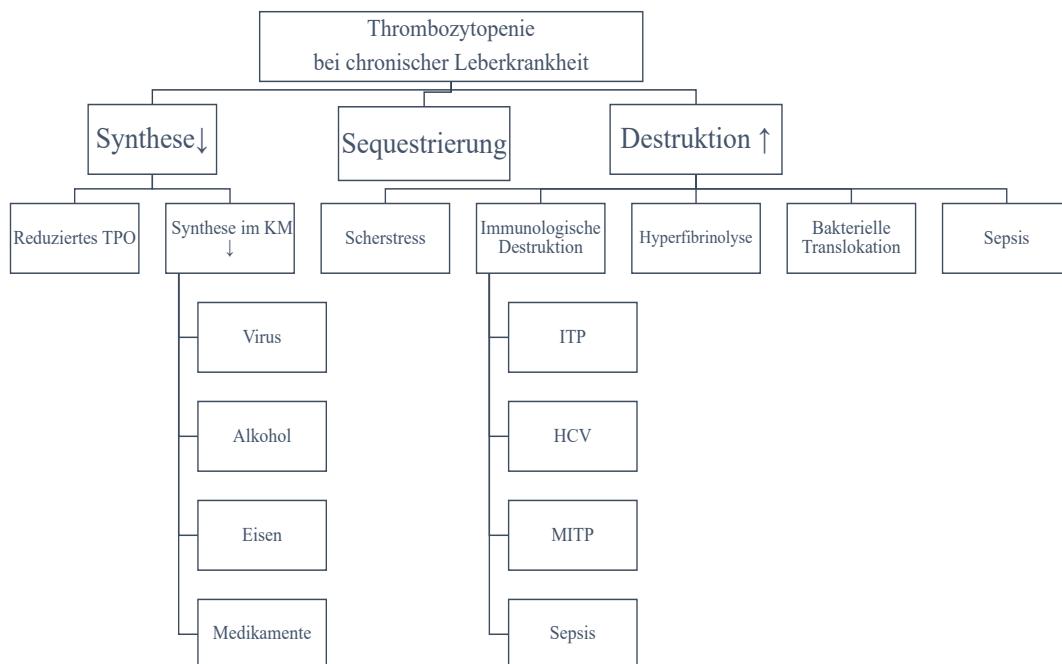 Thrombozytopenie
bei chronischer Leberkrankheit
Synthese↓
Sequestrierung
Destruktion ↑
Reduziertes TPO
Synthese im KM
↓
Scherstress
Immunologische
Destruktion
Hyperfibrinolyse
Bakterielle
Translokation
Sepsis
Virus
Alkohol
Eisen
Medikamente
ITP
HCV
MITP
Sepsis